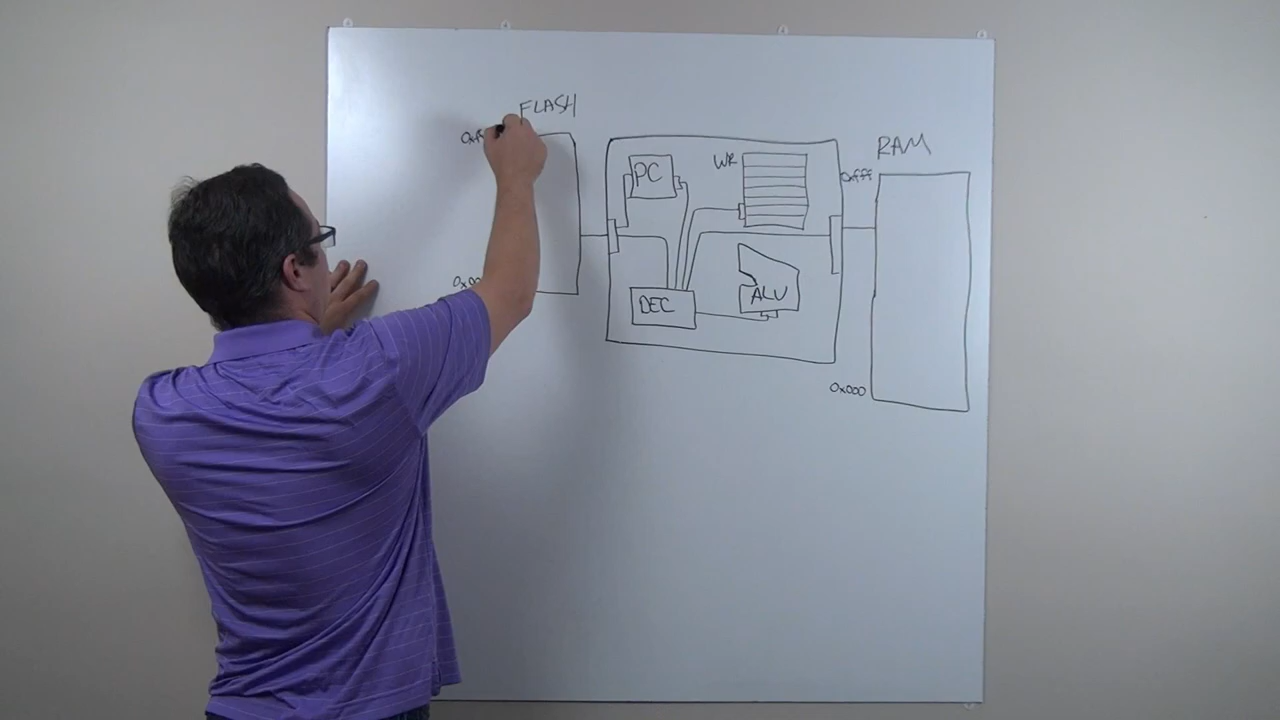 FLASH
RAM
PC
WR
0xfff
DEC
ALU
0x000